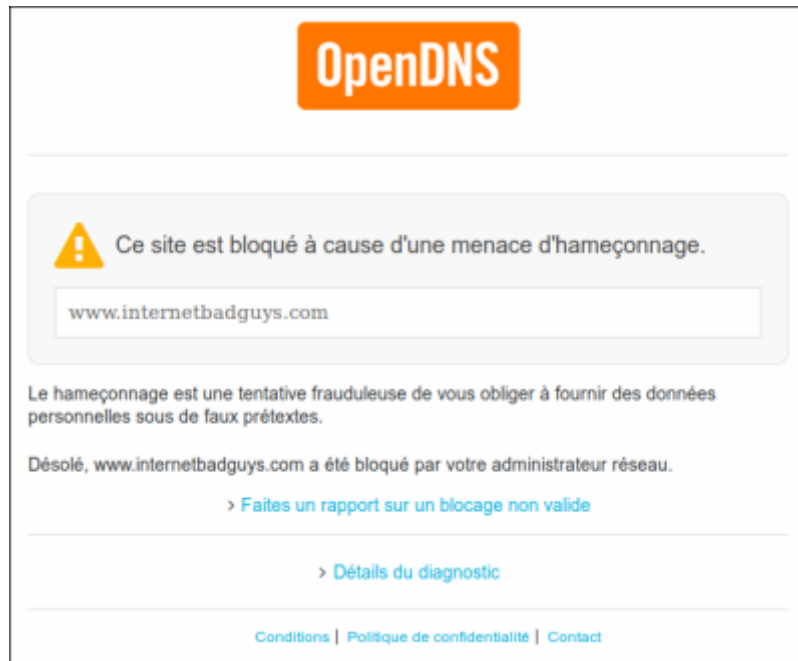 OpenDNS
Ce site est bloqué à cause d'une menace d'hameçonnage.
www.internetbadguys.com
Le hameçonnage est une tentative frauduleuse de vous obliger à fournir des données
personnelles sous de faux prétextes.
Désolé, www.internetbadguys.com a été bloqué par votre administrateur réseau.
> Faites un rapport sur un blocage non valide
> Détails du diagnostic
Conditions | Politique de confidentialité | Contact